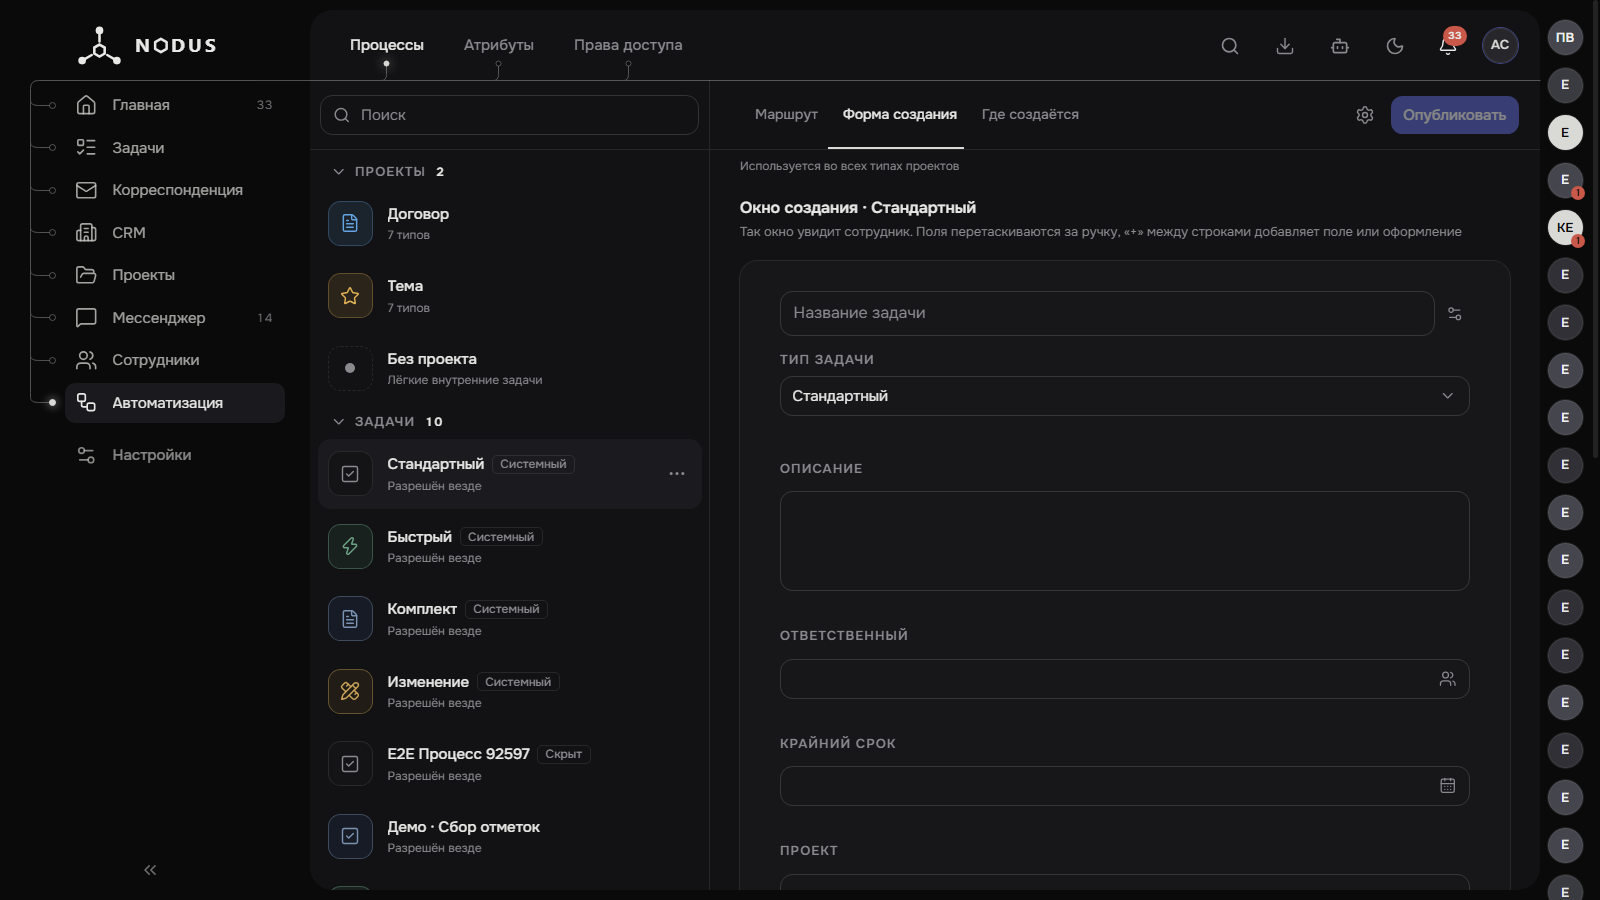 NODUS
Процессы
Атрибуты
Права доступа
33
АС
Главная 33
Задачи
Корреспонденция
CRM
Проекты
Мессенджер 14
Сотрудники
Автоматизация
Настройки
Поиск
ПРОЕКТЫ 2
Договор
7 типов
Тема
7 типов
Без проекта
Лёгкие внутренние задачи
ЗАДАЧИ 10
Стандартный Системный
Разрешён везде
Быстрый Системный
Разрешён везде
Комплект Системный
Разрешён везде
Изменение Системный
Разрешён везде
E2E Процесс 92597 Скрыт
Разрешён везде
Демо · Сбор отметок
Разрешён везде
Маршрут
Форма создания
Где создаётся
Опубликовать
Используется во всех типах проектов
Окно создания · Стандартный
Так окно увидит сотрудник. Поля перетаскиваются за ручку, «+» между строками добавляет поле или оформление
Название задачи
ТИП ЗАДАЧИ
Стандартный
ОПИСАНИЕ
ОТВЕТСТВЕННЫЙ
КРАЙНИЙ СРОК
ПРОЕКТ
ПВ
Е
Е
Е
1
КЕ
1
Е
Е
Е
Е
Е
Е
Е
Е
Е
Е
Е
Е
Е
Е